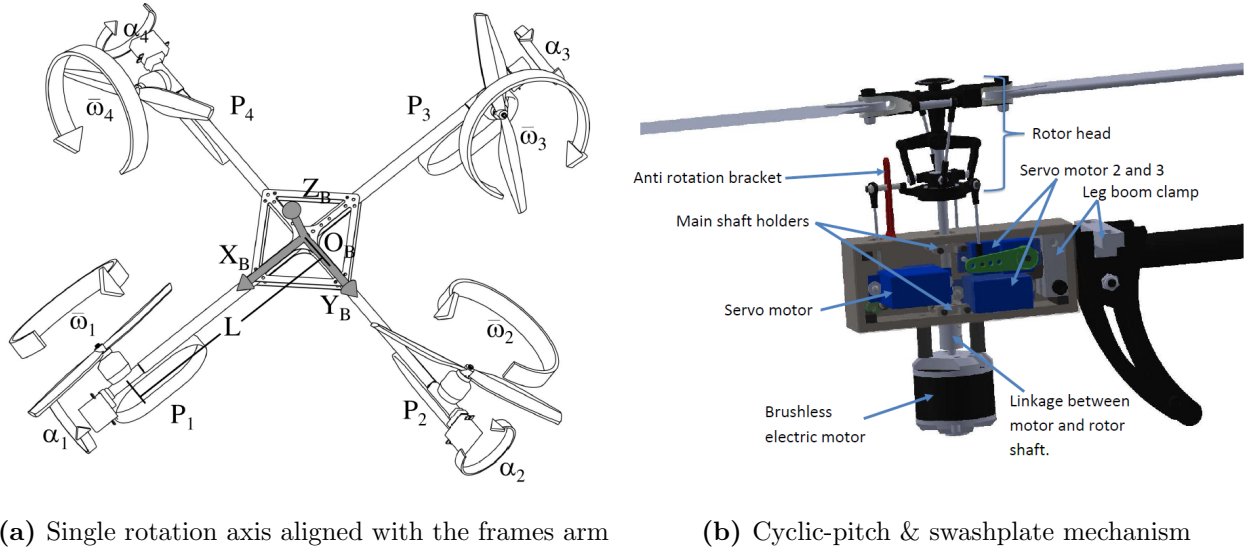 α4
ω̄4
P4
P3
α3
ω̄3
ZB
XB
OB
YB
L
ω̄1
α1
P1
ω̄2
P2
α2
(a) Single rotation axis aligned with the frames arm
Rotor head
Anti rotation bracket
Servo motor 2 and 3
Leg boom clamp
Main shaft holders
Servo motor
Brushless
electric motor
Linkage between
motor and rotor
shaft.
(b) Cyclic-pitch & swashplate mechanism